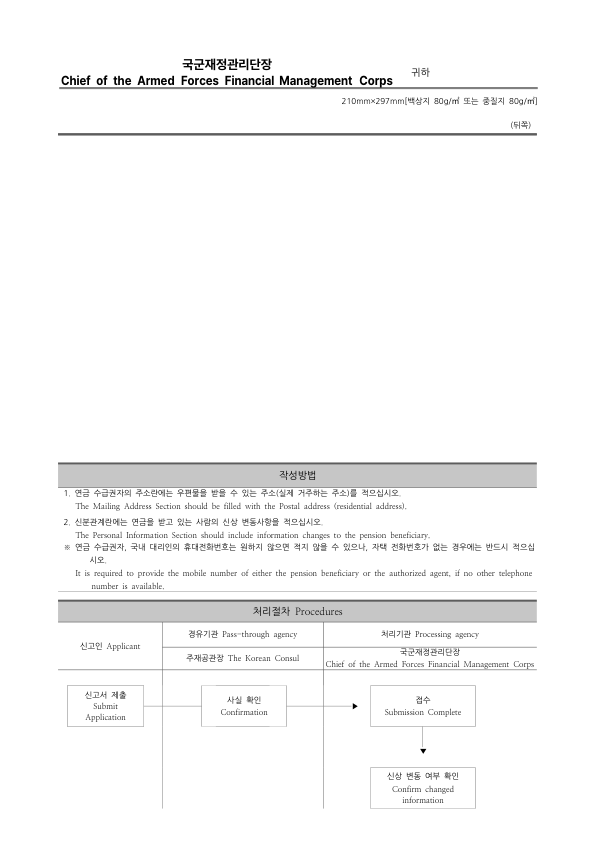 국군재정관리단장
Chief of the Armed Forces Financial Management Corps 귀하
210mm×297mm[백상지 80g/㎡ 또는 중질지 80g/㎡]
(뒤쪽)
작성방법
1. 연금 수급권자의 주소란에는 우편물을 받을 수 있는 주소(실제 거주하는 주소)를 적으십시오.
The Mailing Address Section should be filled with the Postal address (residential address).
2. 신분관계란에는 연금을 받고 있는 사람의 신상 변동사항을 적으십시오.
The Personal Information Section should include information changes to the pension beneficiary.
※ 연금 수급권자, 국내 대리인의 휴대전화번호는 원하지 않으면 적지 않을 수 있으나, 자택 전화번호가 없는 경우에는 반드시 적으십
시오.
It is required to provide the mobile number of either the pension beneficiary or the authorized agent, if no other telephone
number is available.
처리절차 Procedures
신고인 Applicant
경유기관 Pass-through agency
처리기관 Processing agency
주재공관장 The Korean Consul
국군재정관리단장
Chief of the Armed Forces Financial Management Corps
신고서 제출
Submit
Application
사실 확인
Confirmation
접수
Submission Complete
신상 변동 여부 확인
Confirm changed
information